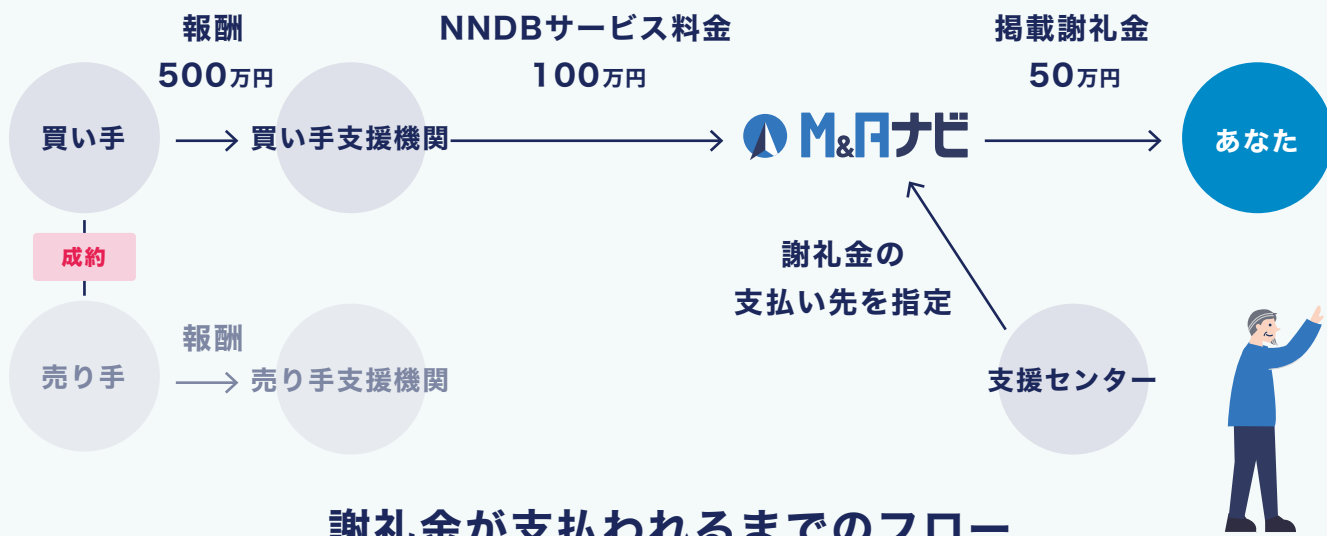 報酬
500万円
NNDBサービス料金
100万円
掲載謝礼金
50万円
買い手
買い手支援機関
M&Aナビ
あなた
成約
謝礼金の
支払い先を指定
報酬
売り手
売り手支援機関
支援センター
謝礼金が支払われるまでのフロー